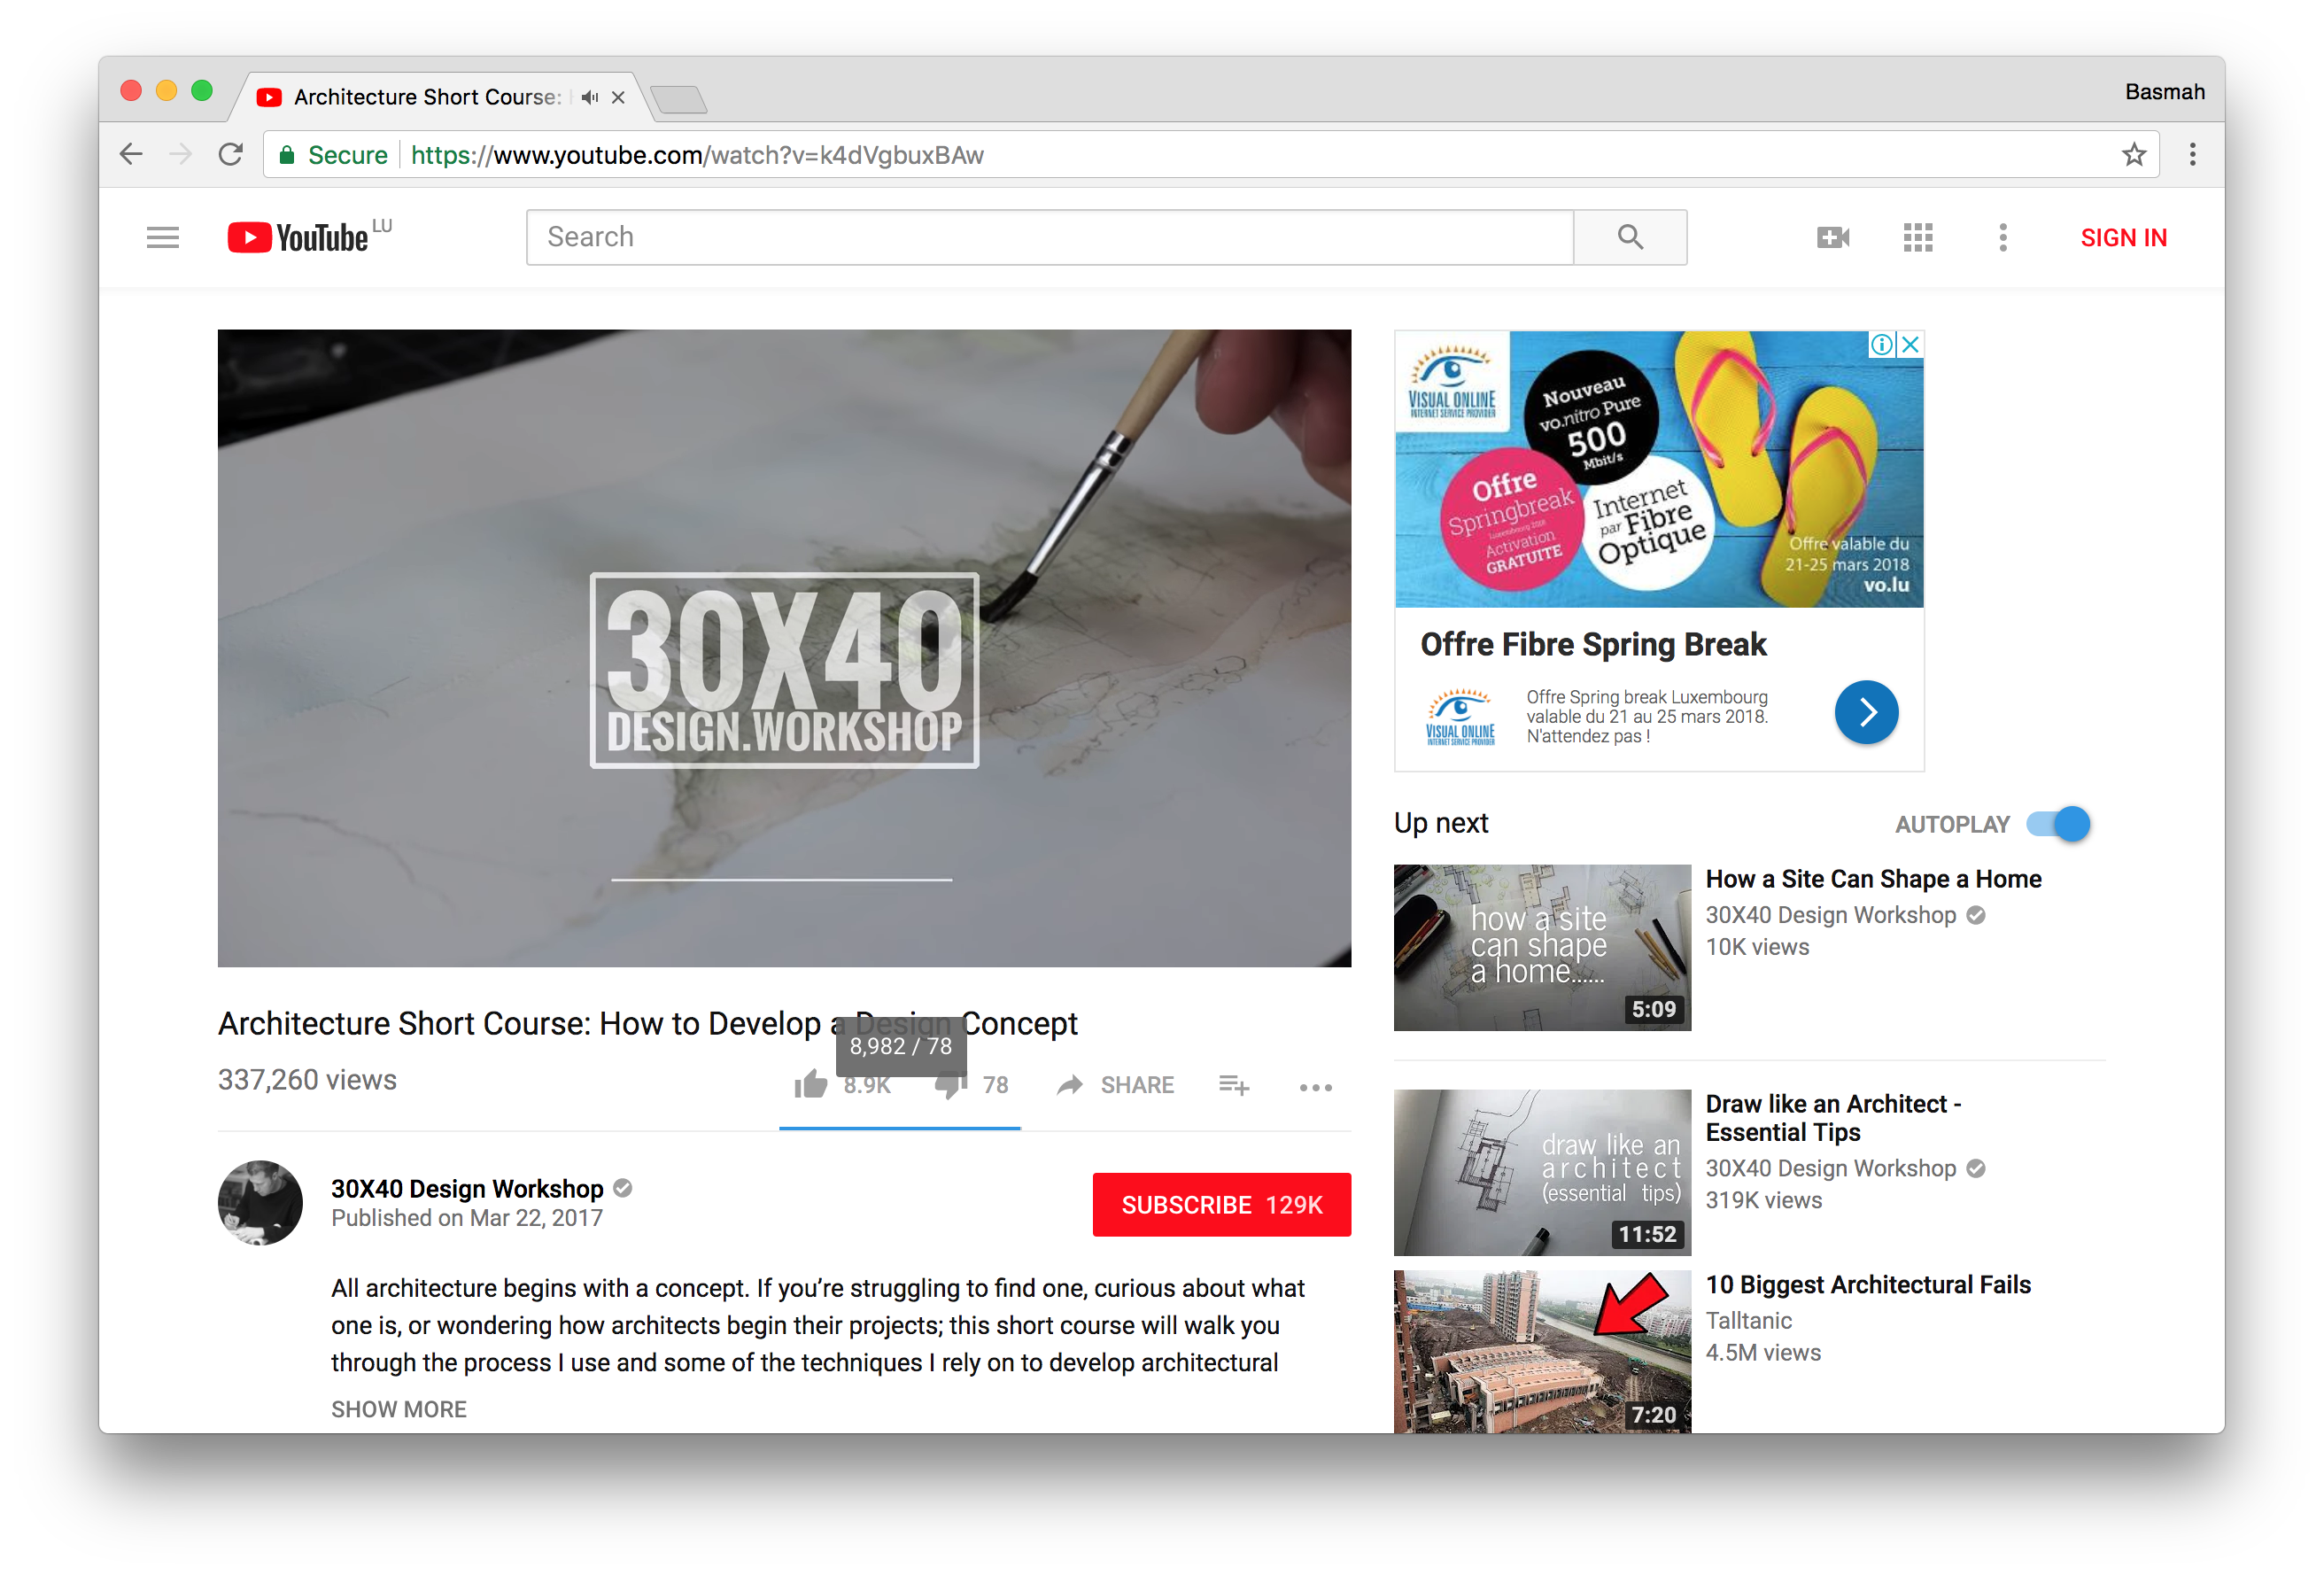 Architecture Short Course:
Basmah
Secure https://www.youtube.com/watch?v=k4dVgbuxBAw
YouTube LU
Search
SIGN IN
30X40
DESIGN.WORKSHOP
VISUAL ONLINE
INTERNET SERVICE PROVIDER
Nouveau
vo.nitro Pure
500
Mbit/s
Offre
Springbreak
Luxembourg 2018
Activation
GRATUITE
Internet
par Fibre
Optique
Offre valable du
21-25 mars 2018
vo.lu
Offre Fibre Spring Break
VISUAL ONLINE
INTERNET SERVICE PROVIDER
Offre Spring break Luxembourg
valable du 21 au 25 mars 2018.
N'attendez pas !
Architecture Short Course: How to Develop a Design Concept
8,982 / 78
337,260 views
8.9K
78
SHARE
30X40 Design Workshop
Published on Mar 22, 2017
SUBSCRIBE 129K
All architecture begins with a concept. If you’re struggling to find one, curious about what
one is, or wondering how architects begin their projects; this short course will walk you
through the process I use and some of the techniques I rely on to develop architectural
SHOW MORE
Up next
AUTOPLAY
how a site
can shape
a home......
5:09
How a Site Can Shape a Home
30X40 Design Workshop
10K views
draw like an
architect
(essential tips)
11:52
Draw like an Architect -
Essential Tips
30X40 Design Workshop
319K views
7:20
10 Biggest Architectural Fails
Talltanic
4.5M views